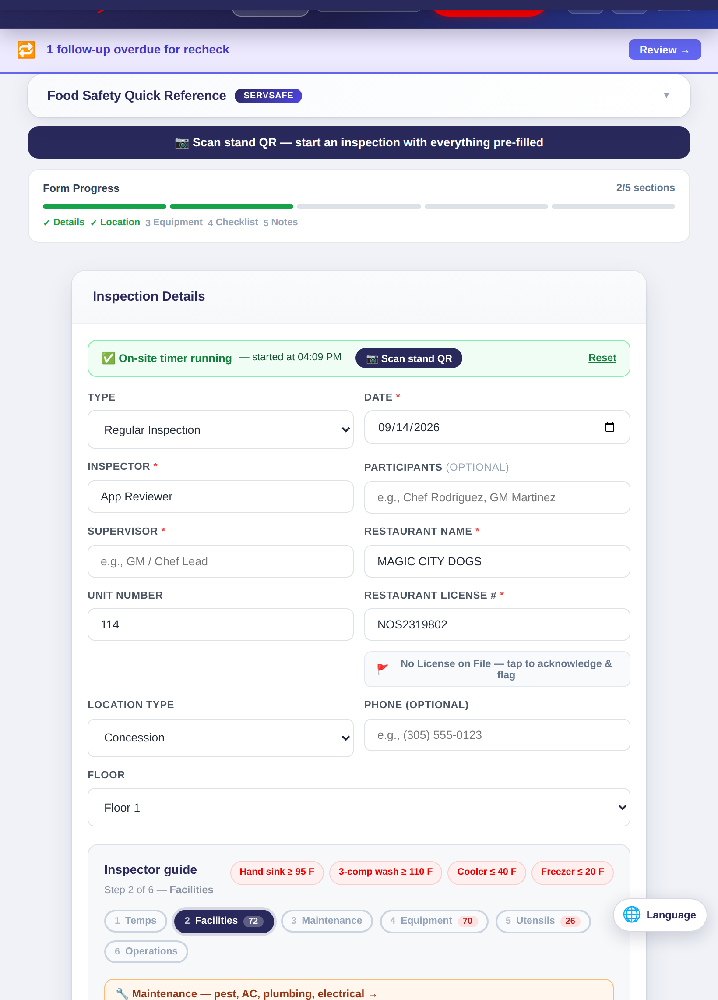 1 follow-up overdue for recheck
Review →
Food Safety Quick Reference SERVSAFE ▼
Scan stand QR — start an inspection with everything pre-filled
Form Progress
2/5 sections
✓ Details ✓ Location 3 Equipment 4 Checklist 5 Notes
Inspection Details
On-site timer running — started at 04:09 PM Scan stand QR Reset
TYPE
DATE *
Regular Inspection
09/14/2026
INSPECTOR *
PARTICIPANTS (OPTIONAL)
App Reviewer
e.g., Chef Rodriguez, GM Martinez
SUPERVISOR *
RESTAURANT NAME *
e.g., GM / Chef Lead
MAGIC CITY DOGS
UNIT NUMBER
RESTAURANT LICENSE # *
114
NOS2319802
No License on File — tap to acknowledge &
flag
LOCATION TYPE
PHONE (OPTIONAL)
Concession
e.g., (305) 555-0123
FLOOR
Floor 1
Inspector guide
Hand sink ≥ 95 F 3-comp wash ≥ 110 F Cooler ≤ 40 F Freezer ≤ 20 F
Step 2 of 6 — Facilities
1 Temps 2 Facilities 72 3 Maintenance 4 Equipment 70 5 Utensils 26
Language
6 Operations
Maintenance — pest, AC, plumbing, electrical →